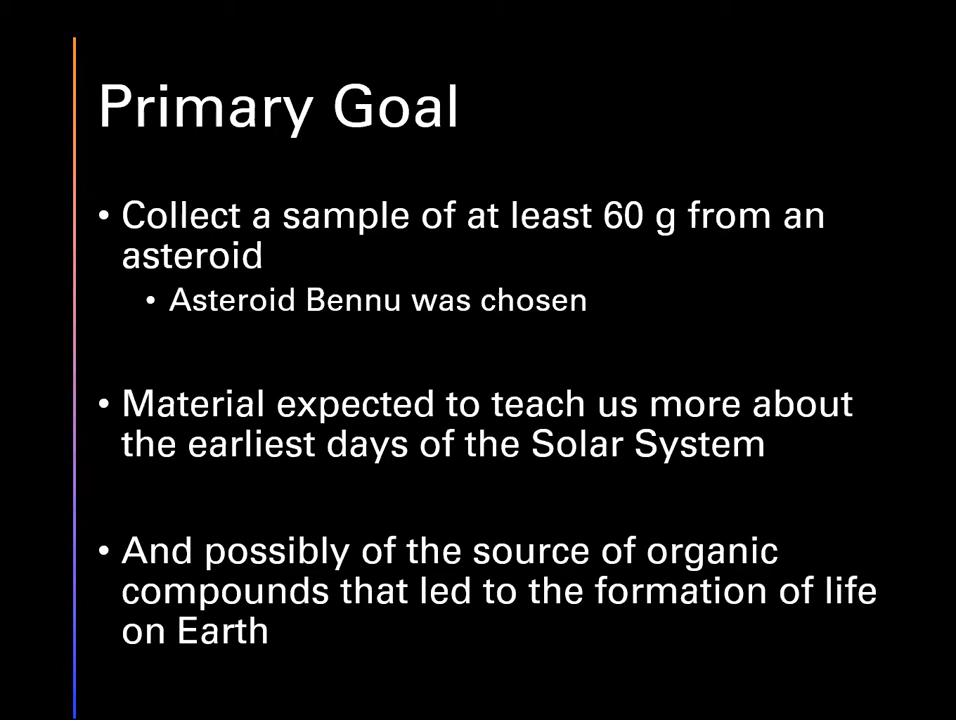 Primary Goal
• Collect a sample of at least 60 g from an
asteroid
• Asteroid Bennu was chosen
• Material expected to teach us more about
the earliest days of the Solar System
• And possibly of the source of organic
compounds that led to the formation of life
on Earth